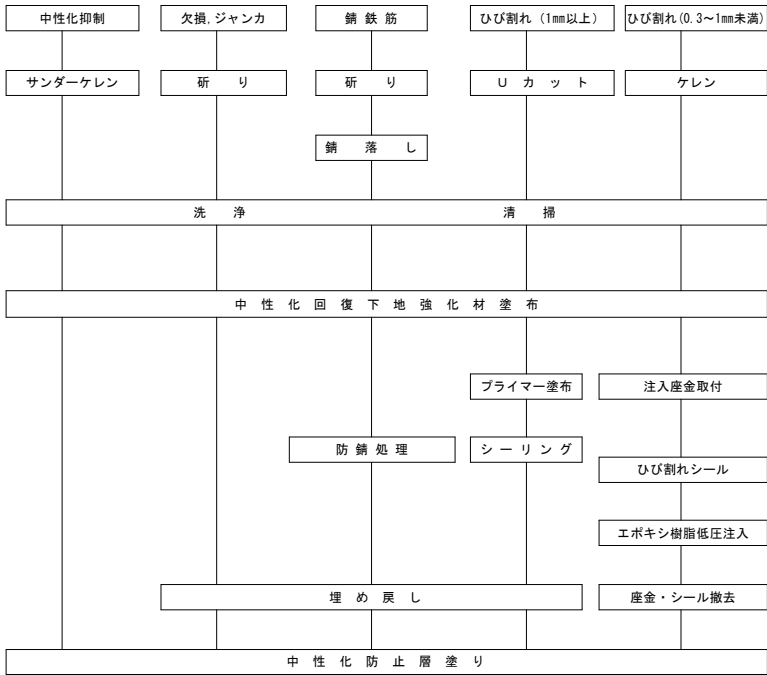 中性化抑制 欠損,ジャンカ 錆鉄筋 ひび割れ（1mm以上） ひび割れ(0.3～1mm未満)
サンダーケレン 斫り 斫り Uカット ケレン
錆落し
洗浄 清掃
中性化回復下地強化材塗布
プライマー塗布 注入座金取付
防錆処理 シーリング
ひび割れシール
エポキシ樹脂低圧注入
埋め戻し 座金・シール撤去
中性化防止層塗り